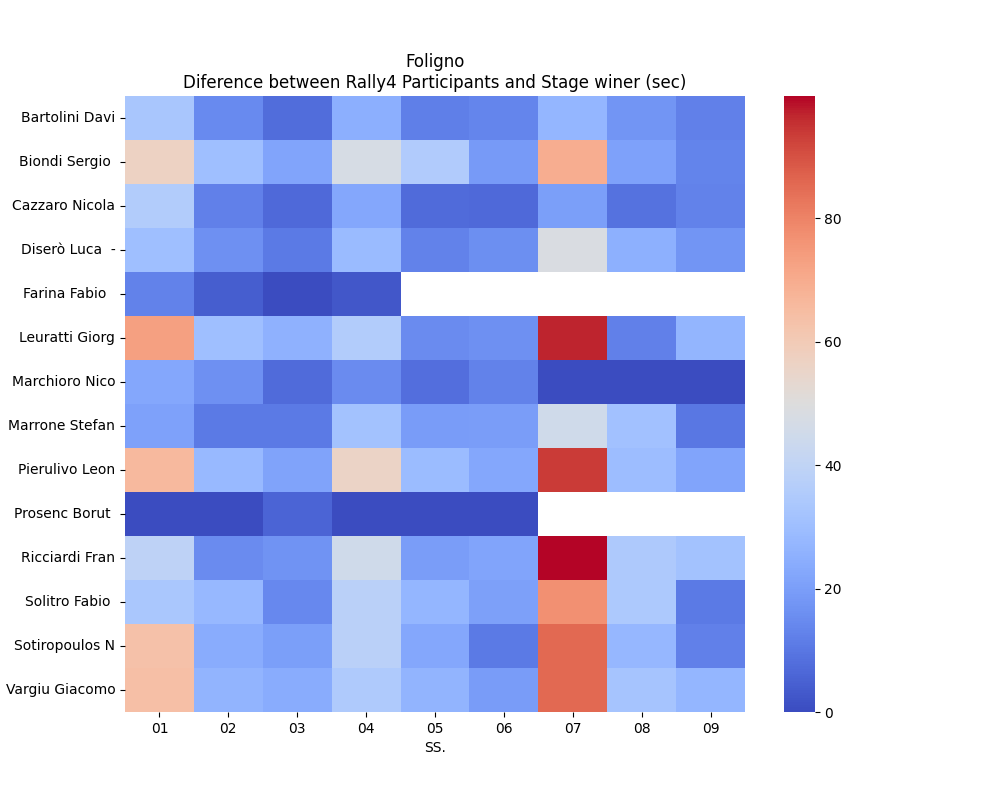 Foligno
Diference between Rally4 Participants and Stage winer (sec)
Bartolini Davi
Biondi Sergio
Cazzaro Nicola
Diserò Luca  -
Farina Fabio
Leuratti Giorg
Marchioro Nico
Marrone Stefan
Pierulivo Leon
Prosenc Borut
Ricciardi Fran
Solitro Fabio
Sotiropoulos N
Vargiu Giacomo
01 02 03 04 05 06 07 08 09
SS.
80
60
40
20
0